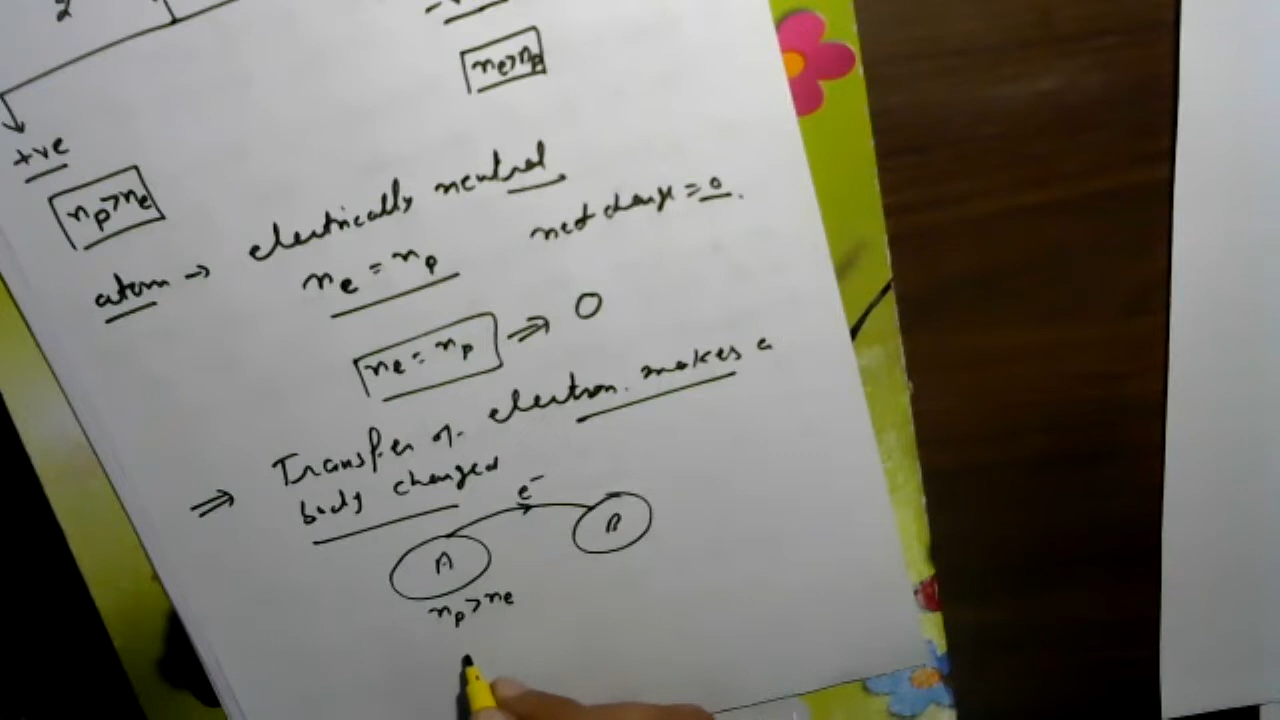 2
ne>np
+ve
np>ne
atom → electrically neutral
ne = np net charge = 0.
ne = np ⇒ 0
⇒ Transfer of electron. makes a
body charged
e⁻
A B
np>ne